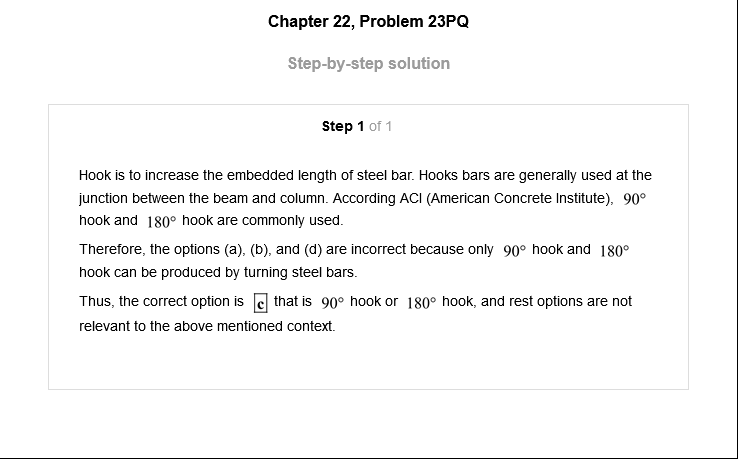 Chapter 22, Problem 23PQ
Step-by-step solution
Step 1 of 1
Hook is to increase the embedded length of steel bar. Hooks bars are generally used at the
junction between the beam and column. According ACI (American Concrete Institute), 90°
hook and 180° hook are commonly used.
Therefore, the options (a), (b), and (d) are incorrect because only 90° hook and 180°
hook can be produced by turning steel bars.
Thus, the correct option is c that is 90° hook or 180° hook, and rest options are not
relevant to the above mentioned context.